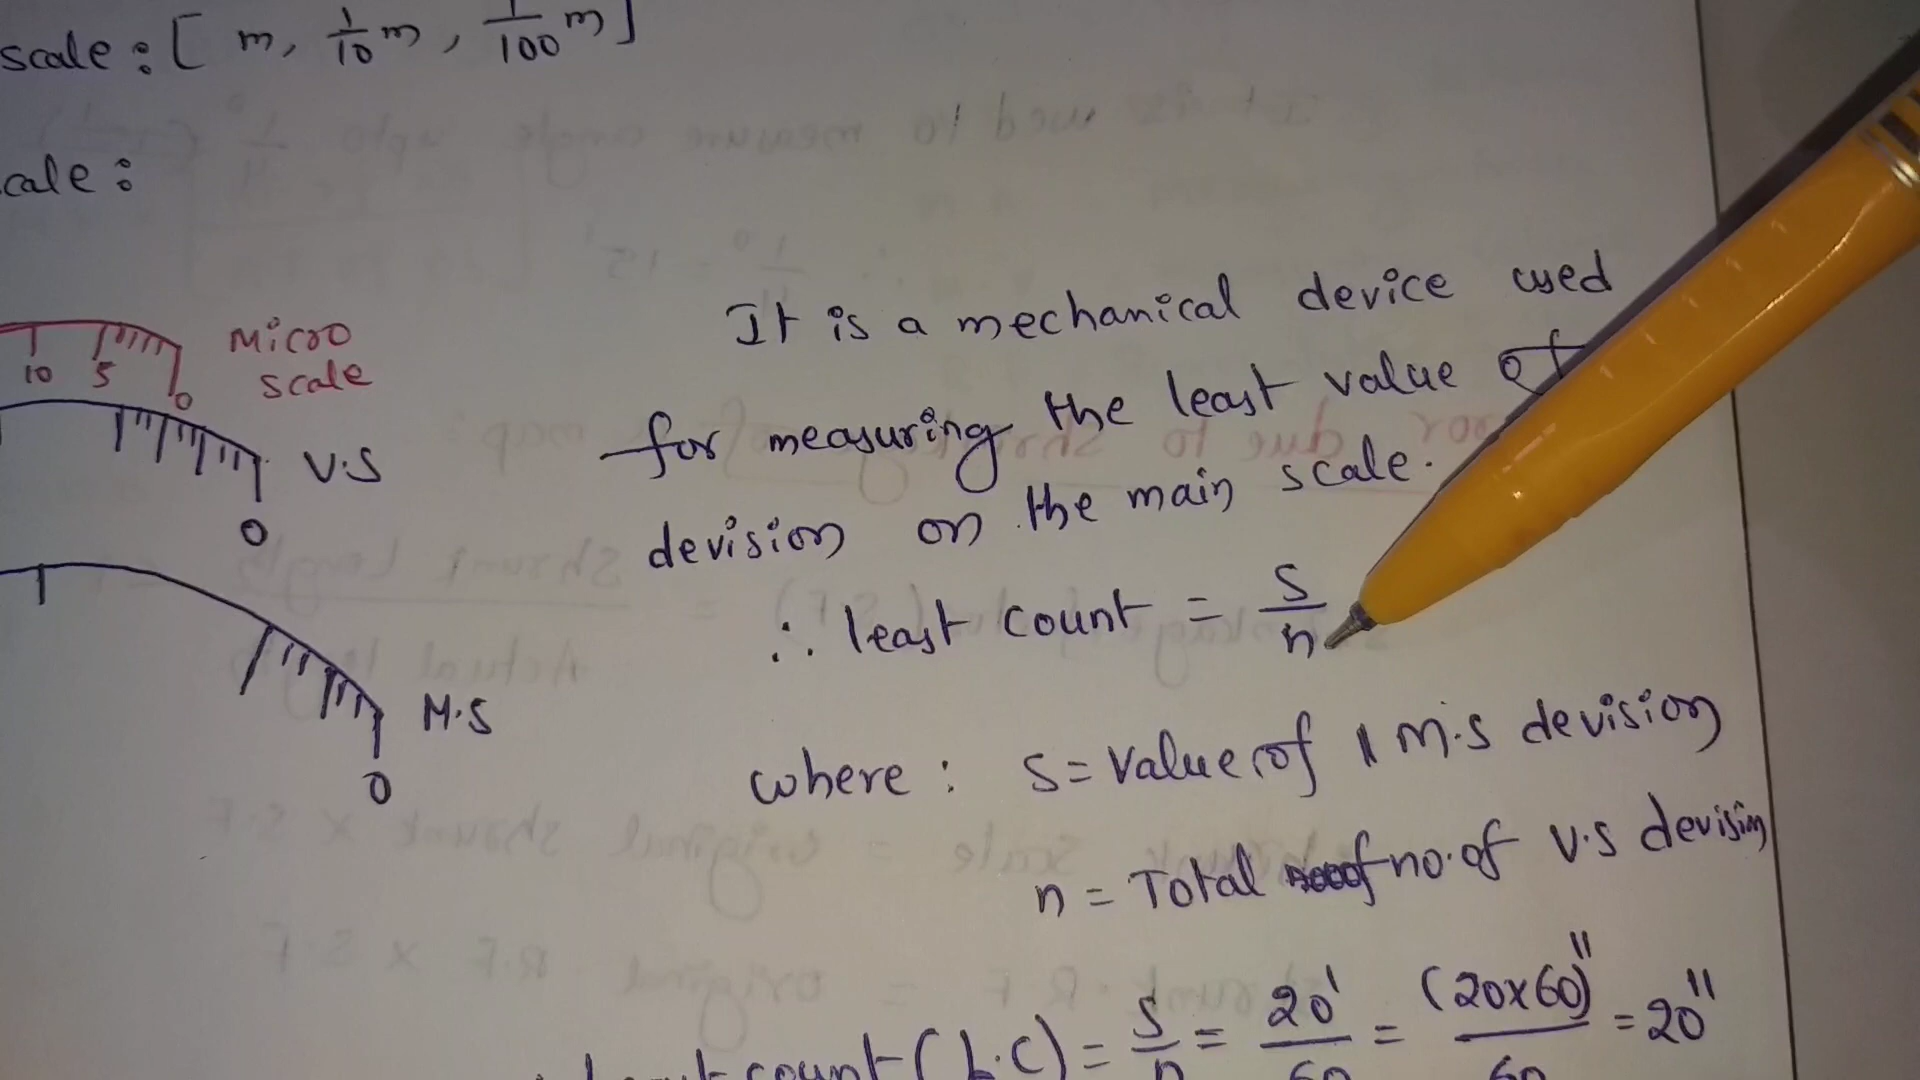 scale : [ m, 1/10 m, 1/100 m ]
cale :
It is a mechanical device used
for measuring the least value of
devision on the main scale.
∴ least count = s/n
where : s = Value of 1 M.S devision
n = Total no. of V.S devision
count (L.C) = s/n = 20'/60 = (20x60)"/60 = 20"
Micro
scale
10 5 0
V.S
0
M.S
0